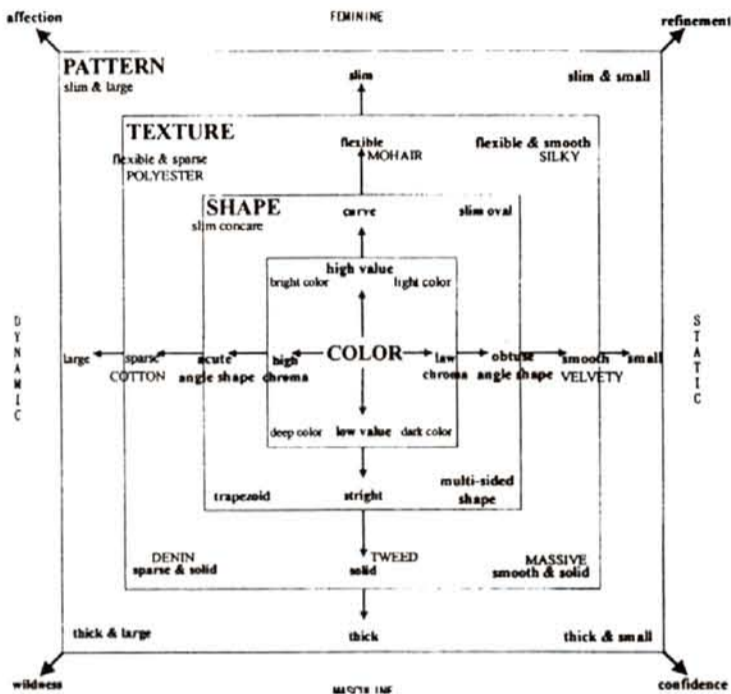 affection FEMININE refinement
PATTERN slim slim & small
slim & large
TEXTURE flexible flexible & smooth
flexible & sparse MOHAIR SILKY
POLYESTER
SHAPE curve slim oval
slim concare
high value
bright color light color
DYNAMIC STATIC
large sparse acute high COLOR law obtuse smooth small
COTTON angle shape chroma chroma angle shape VELVETY
deep color low value dark color
trapezoid stright multi-sided
shape
DENIN TWEED MASSIVE
sparse & solid solid smooth & solid
thick & large thick thick & small
wildness MASCULINE confidence